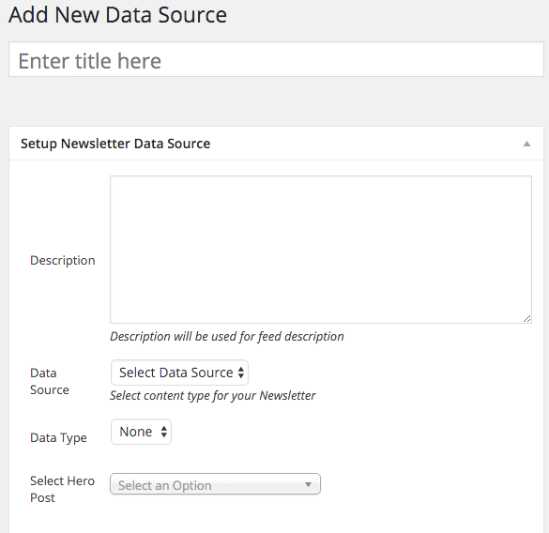 Add New Data Source
Enter title here
Setup Newsletter Data Source
Description
Description will be used for feed description
Data
Source
Select Data Source
Select content type for your Newsletter
Data Type
None
Select Hero
Post
Select an Option